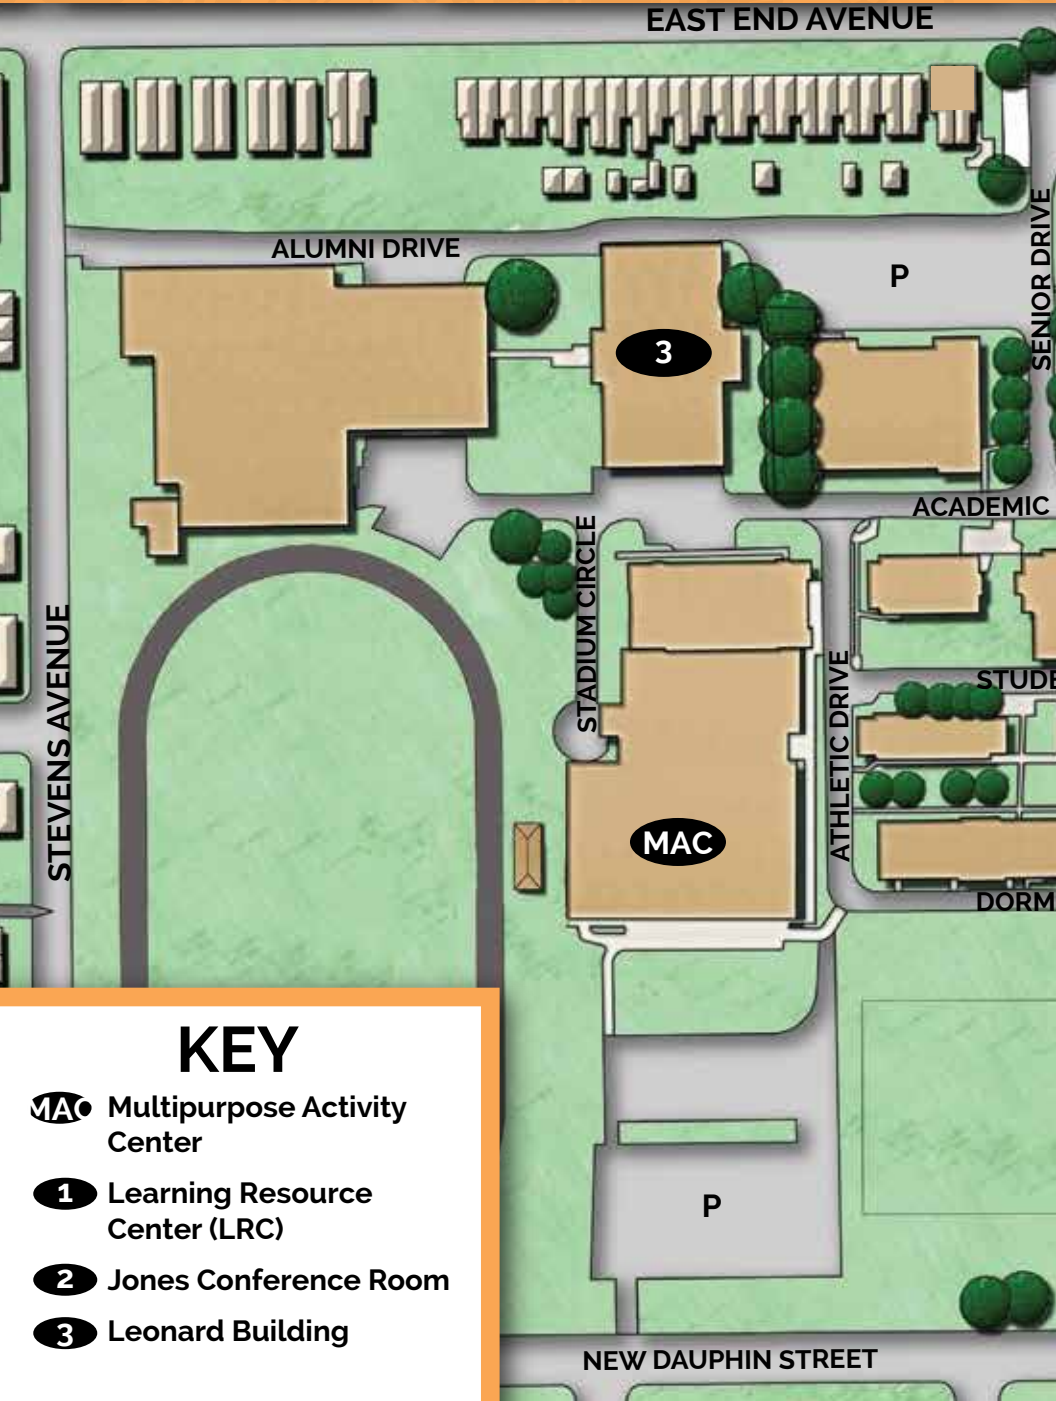 EAST END AVENUE
ALUMNI DRIVE
P
SENIOR DRIVE
3
ACADEMIC
STADIUM CIRCLE
STEVENS AVENUE
ATHLETIC DRIVE
STUDE
MAC
DORM
P
NEW DAUPHIN STREET
KEY
MAC Multipurpose Activity
Center
1 Learning Resource
Center (LRC)
2 Jones Conference Room
3 Leonard Building